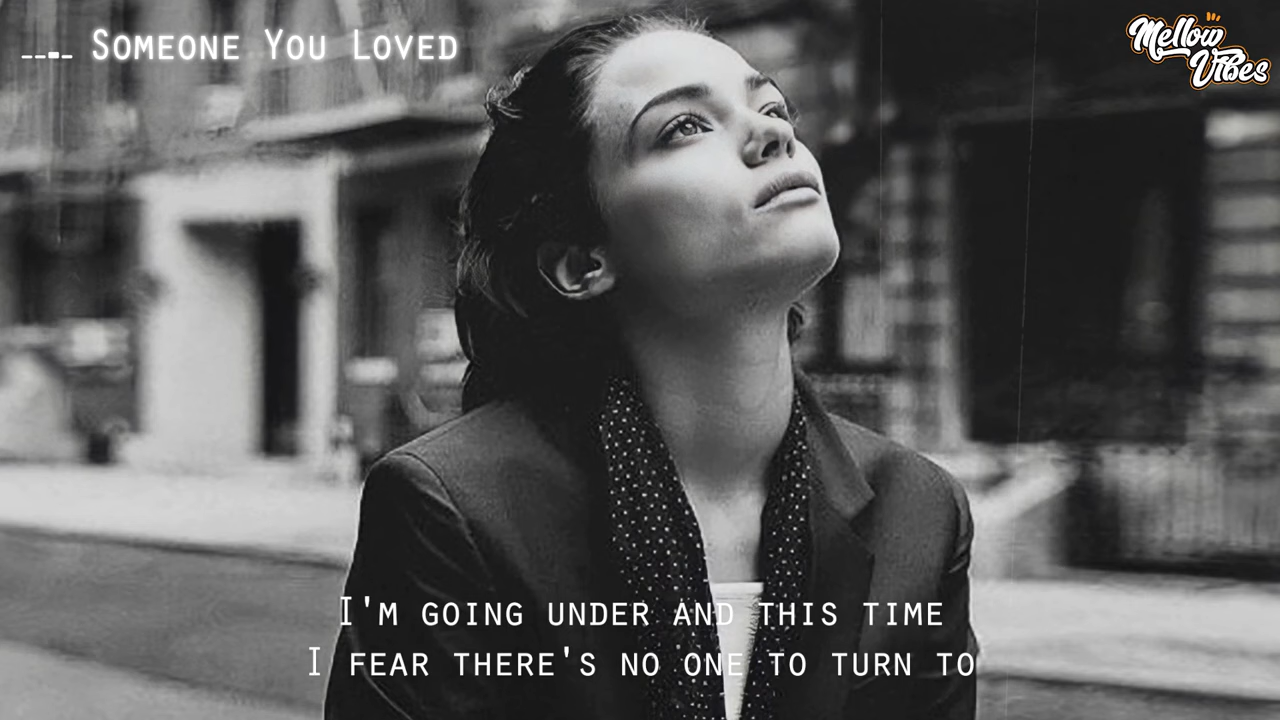 Someone You Loved
Mellow
Vibes
I'm going under and this time
I fear there's no one to turn to